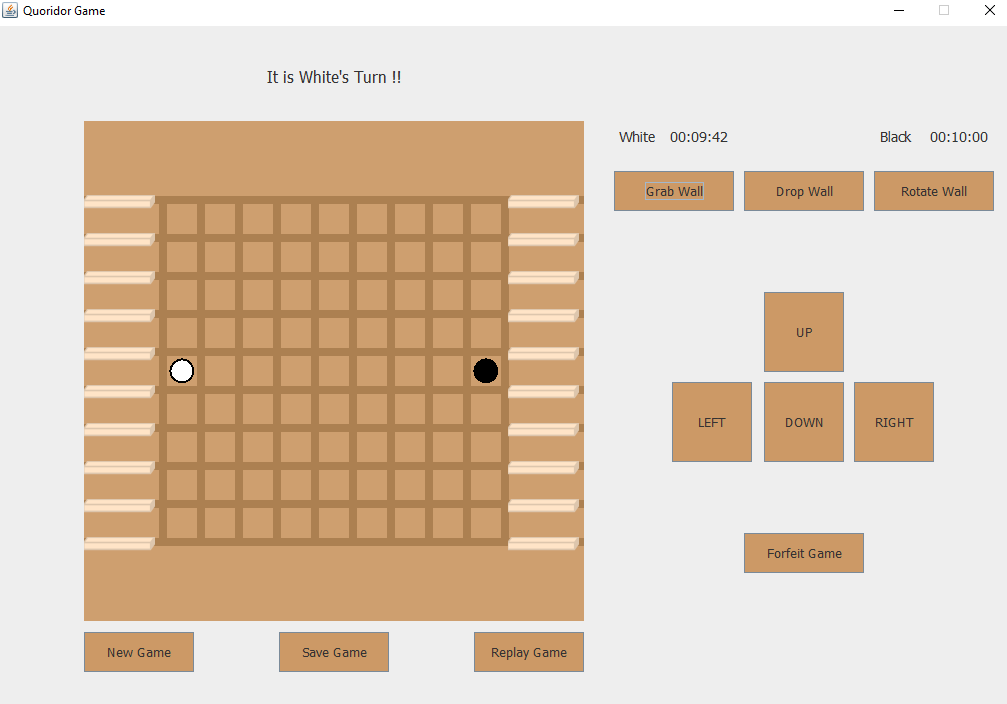 Quoridor Game
It is White's Turn !!
White 00:09:42 Black 00:10:00
Grab Wall Drop Wall Rotate Wall
UP
LEFT DOWN RIGHT
Forfeit Game
New Game Save Game Replay Game